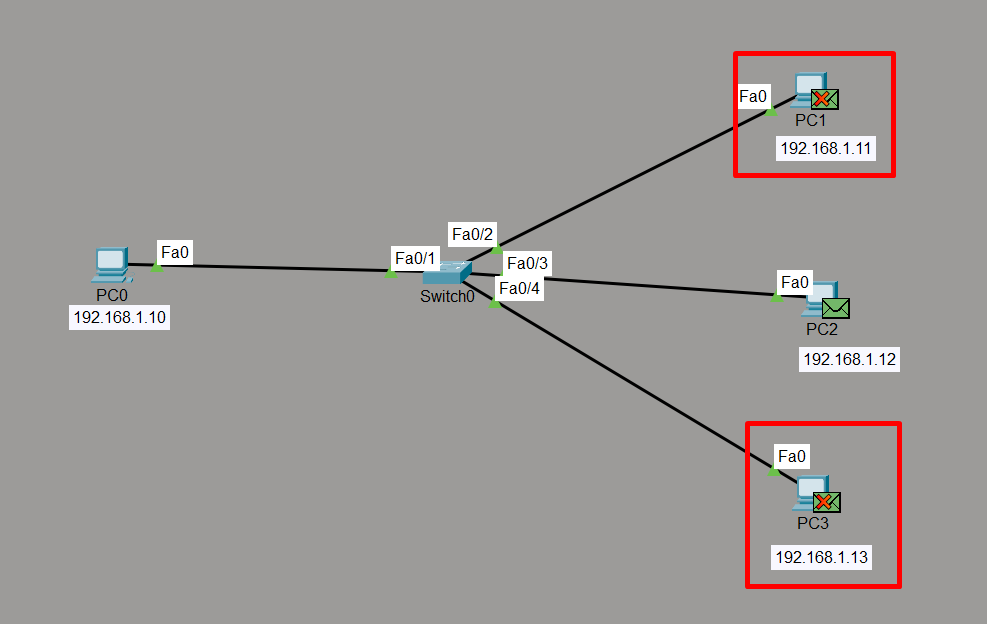 Fa0
PC1
192.168.1.11
Fa0/2
Fa0
Fa0/1
Fa0/3
Fa0/4
Switch0
PC0
192.168.1.10
Fa0
PC2
192.168.1.12
Fa0
PC3
192.168.1.13